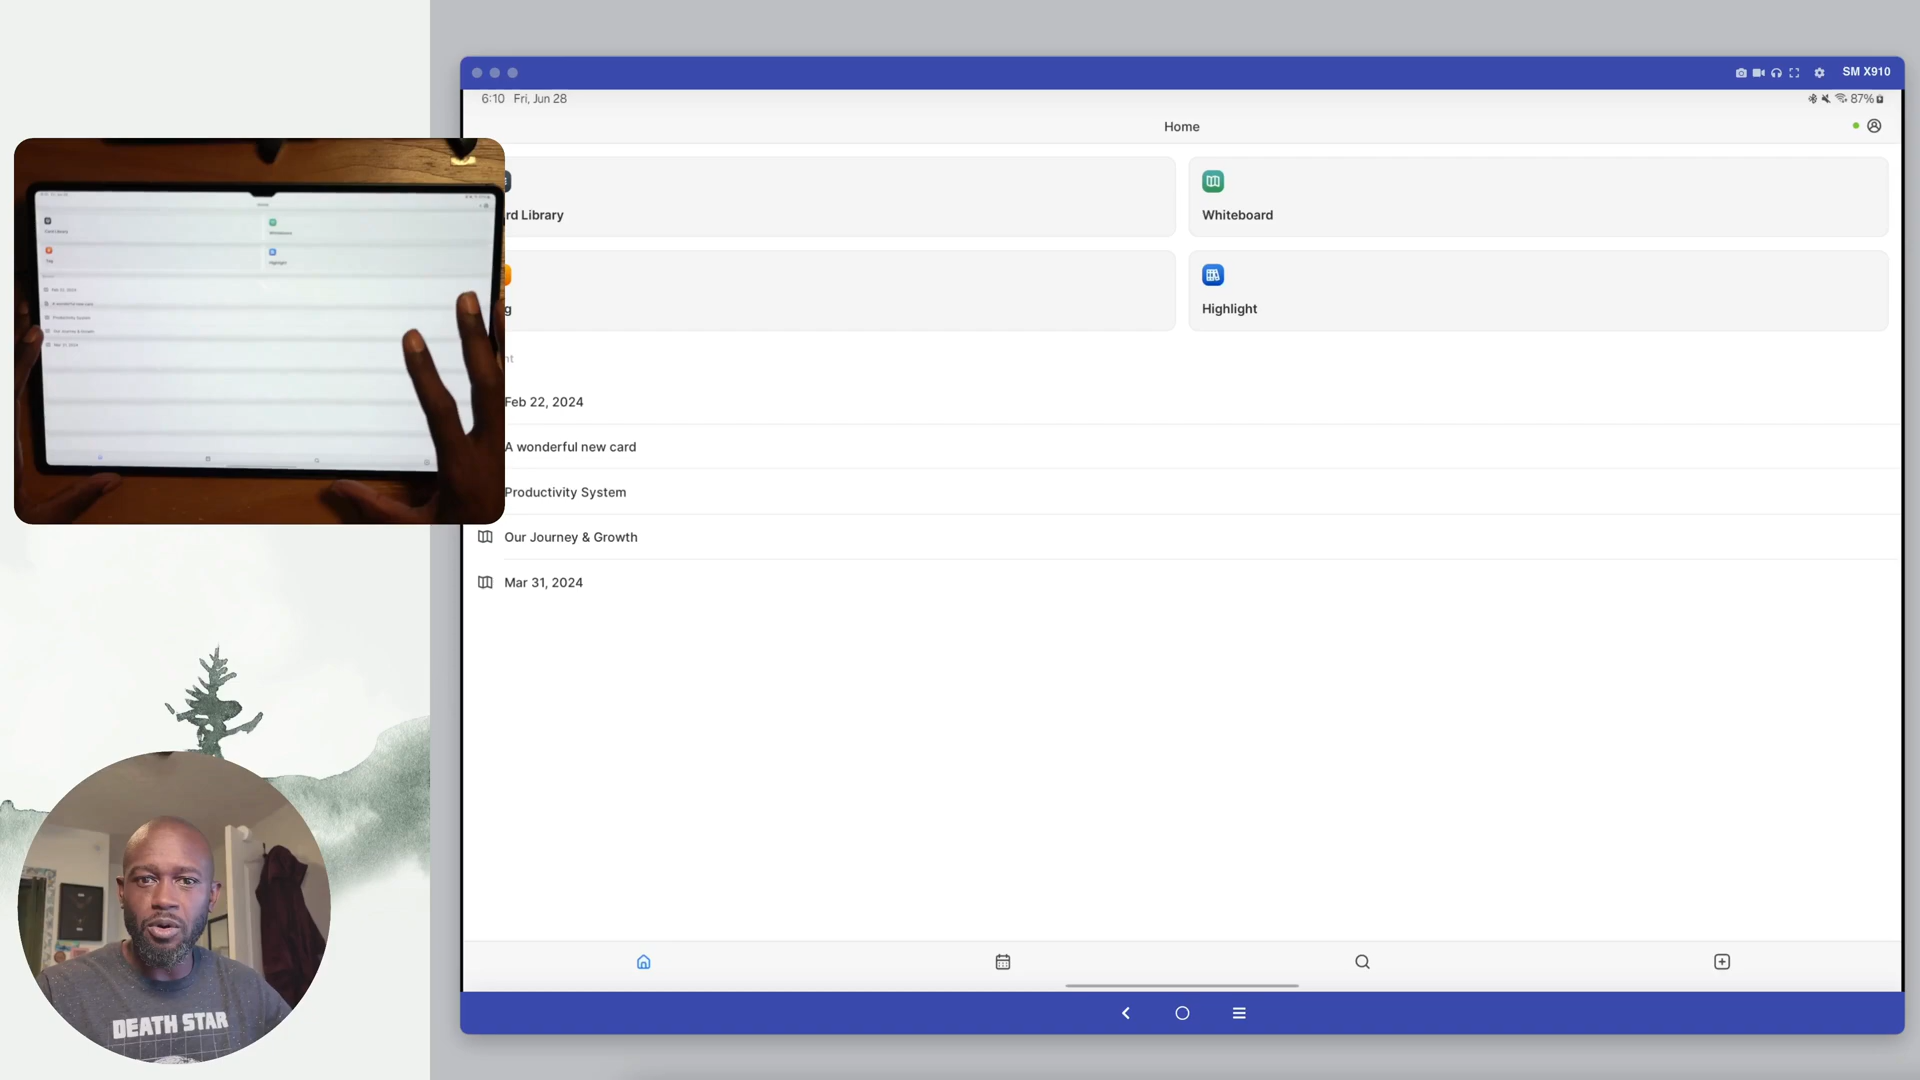 SM X910
6:10 Fri, Jun 28
87%
Home
rd Library
Whiteboard
g
Highlight
nt
Feb 22, 2024
A wonderful new card
Productivity System
Our Journey & Growth
Mar 31, 2024
DEATH STAR